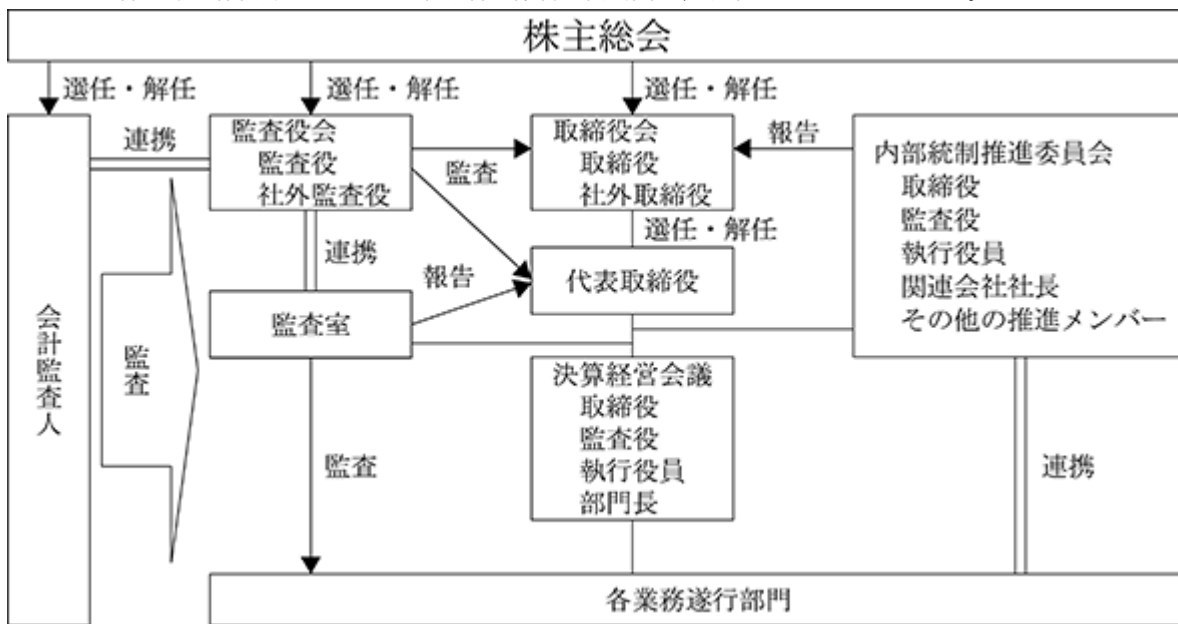 株主総会
選任・解任
選任・解任
選任・解任
連携
監査役会
監査役
社外監査役
監査
取締役会
取締役
社外取締役
報告
内部統制推進委員会
取締役
監査役
執行役員
関連会社社長
その他の推進メンバー
選任・解任
連携
報告
代表取締役
監査室
会計監査人
監査
決算経営会議
取締役
監査役
執行役員
部門長
監査
連携
各業務遂行部門